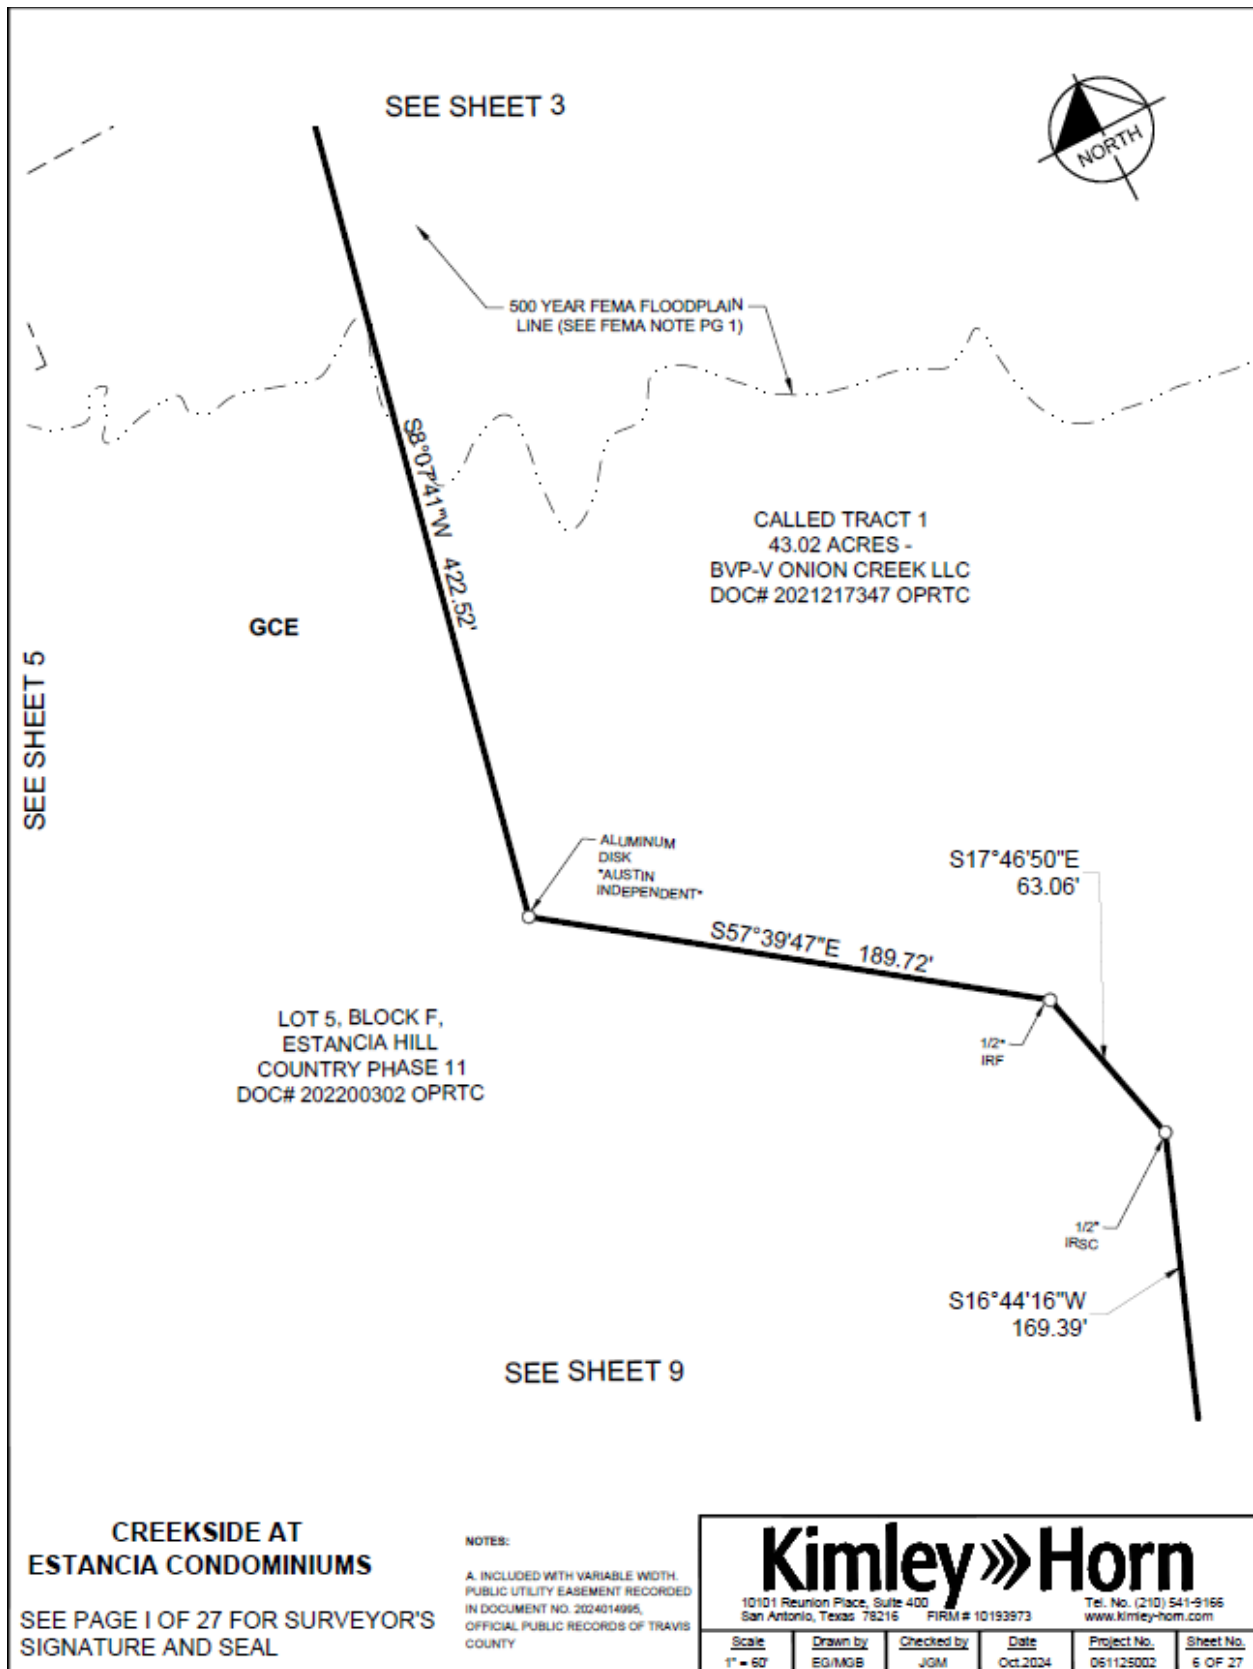 SEE SHEET 3
NORTH
500 YEAR FEMA FLOODPLAIN
LINE (SEE FEMA NOTE PG 1)
S8°07'41"W 422.52'
CALLED TRACT 1
43.02 ACRES -
BVP-V ONION CREEK LLC
DOC# 2021217347 OPRTC
GCE
SEE SHEET 5
ALUMINUM
DISK
"AUSTIN
INDEPENDENT"
S17°46'50"E
63.06'
S57°39'47"E 189.72'
1/2"
IRF
LOT 5, BLOCK F,
ESTANCIA HILL
COUNTRY PHASE 11
DOC# 202200302 OPRTC
1/2"
IRSC
S16°44'16"W
169.39'
SEE SHEET 9
CREEKSIDE AT
ESTANCIA CONDOMINIUMS
SEE PAGE I OF 27 FOR SURVEYOR'S
SIGNATURE AND SEAL
NOTES:
A. INCLUDED WITH VARIABLE WIDTH.
PUBLIC UTILITY EASEMENT RECORDED
IN DOCUMENT NO. 2024014995,
OFFICIAL PUBLIC RECORDS OF TRAVIS
COUNTY
Kimley»Horn
10101 Reunion Place, Suite 400 Tel. No. (210) 541-9166
San Antonio, Texas 78216 FIRM # 10193973 www.kimley-horn.com
Scale Drawn by Checked by Date Project No. Sheet No.
1" = 60' EG/MGB JGM Oct.2024 061125002 6 OF 27